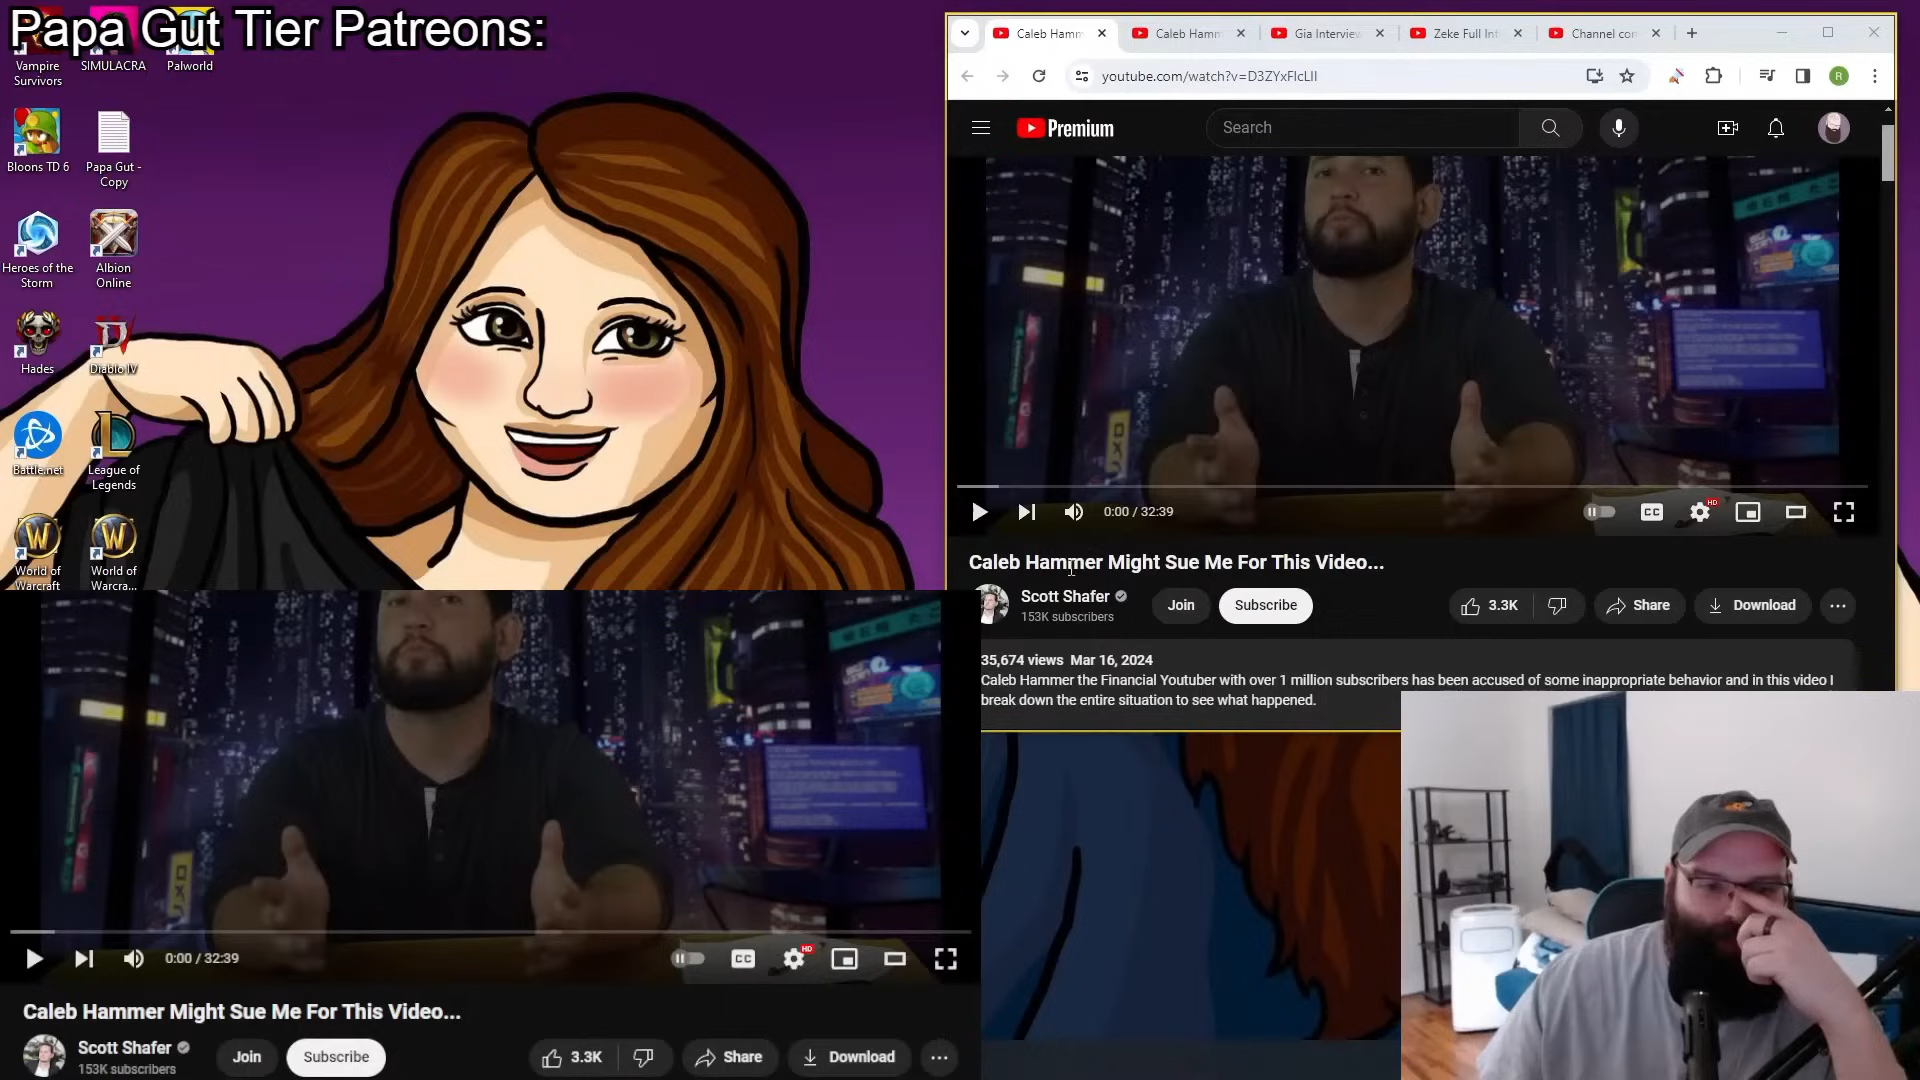 Papa Gut Tier Patreons:
Vampire
Survivors
SIMULACRA
Palworld
Bloons TD 6
Papa Gut -
Copy
Heroes of the
Storm
Albion
Online
Hades
Diablo IV
Battle.net
League of
Legends
World of
Warcraft
World of
Warcra...
Caleb Hamm
Caleb Hamm
Gia Interview
Zeke Full Int
Channel con
youtube.com/watch?v=D3ZYxFlcLlI
R
Premium
Search
0:00 / 32:39
CC
HD
Caleb Hammer Might Sue Me For This Video...
Scott Shafer
153K subscribers
Join
Subscribe
3.3K
Share
Download
35,674 views Mar 16, 2024
Caleb Hammer the Financial Youtuber with over 1 million subscribers has been accused of some inappropriate behavior and in this video I
break down the entire situation to see what happened.
0:00 / 32:39
CC
HD
Caleb Hammer Might Sue Me For This Video...
Scott Shafer
153K subscribers
Join
Subscribe
3.3K
Share
Download